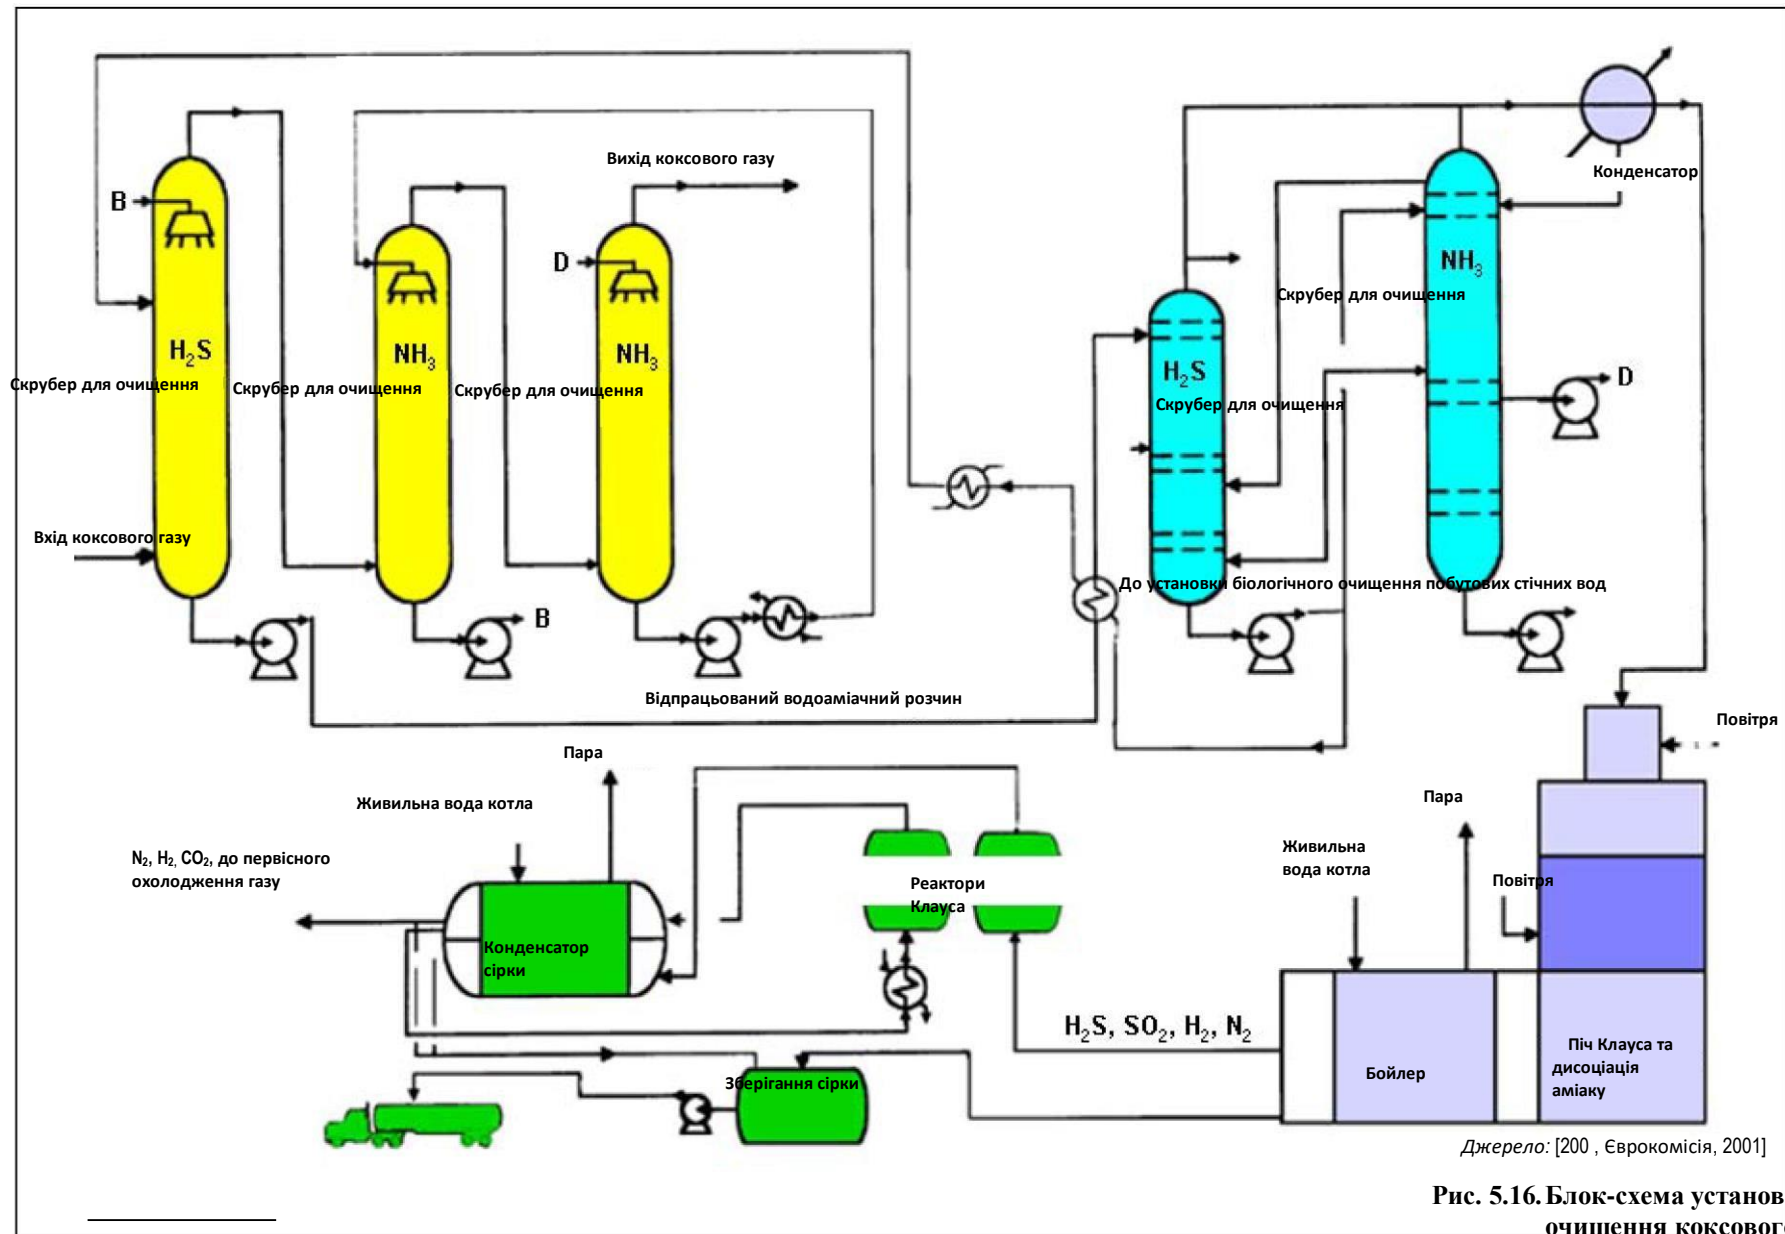 Вихід коксового газу
Конденсатор
B
D
NH₃
Скрубер для очищення
H₂S
NH₃
NH₃
H₂S
D
Скрубер для очищення
Скрубер для очищення
Скрубер для очищення
Скрубер для очищення
Вхід коксового газу
До установки біологічного очищення побутових стічних вод
B
Відпрацьований водоаміачний розчин
Повітря
Пара
Живильна вода котла
Пара
N₂, H₂, CO₂, до первісного
охолодження газу
Живильна
вода котла
Реактори
Клауса
Повітря
Конденсатор
сірки
H₂S, SO₂, H₂, N₂
Піч Клауса та
дисоціація
аміаку
Бойлер
Зберігання сірки
Джерело: [200 , Єврокомісія, 2001]
Рис. 5.16. Блок-схема установ
очищення коксового